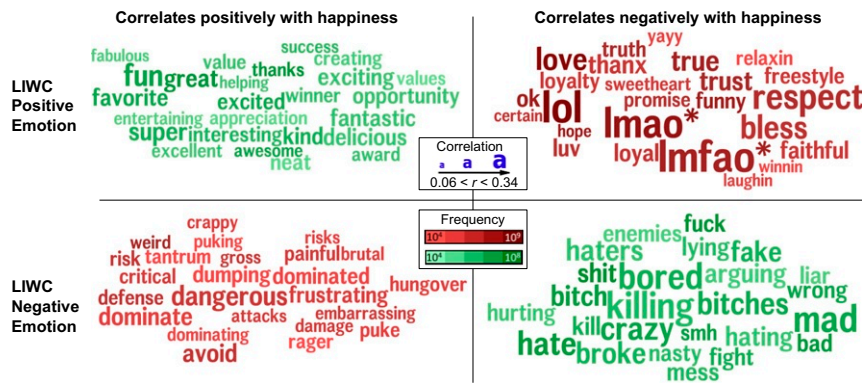 Correlates positively with happiness
Correlates negatively with happiness
LIWC
Positive
Emotion
fabulous
success
value
creating
fungreat
thanks
helping
exciting
values
favorite
excited
winner
opportunity
entertaining
appreciation
fantastic
super
interesting
kind
delicious
excellent
awesome
award
neat
yayy
truth
love
thanx
true
relaxin
loyalty
sweetheart
trust
freestyle
ok
lol
promise
funny
respect
certain
hope
lmao*
bless
luv
loyal
lmfao*
faithful
winnin
laughin
Correlation
a a a
0.06 < r < 0.34
Frequency
10⁴ 10⁹
10⁴ 10⁸
LIWC
Negative
Emotion
crappy
weird
puking
risks
risk
tantrum
gross
painful
brutal
critical
dumping
dominated
hungover
defense
dangerous
frustrating
dominate
attacks
embarrassing
dominating
damage
puke
avoid
rager
fuck
enemies
haters
lying
fake
shit
bored
arguing
liar
bitch
killing
bitches
wrong
hurting
mad
kill
crazy
smh
hating
bad
hate
broke
nasty
fight
mess